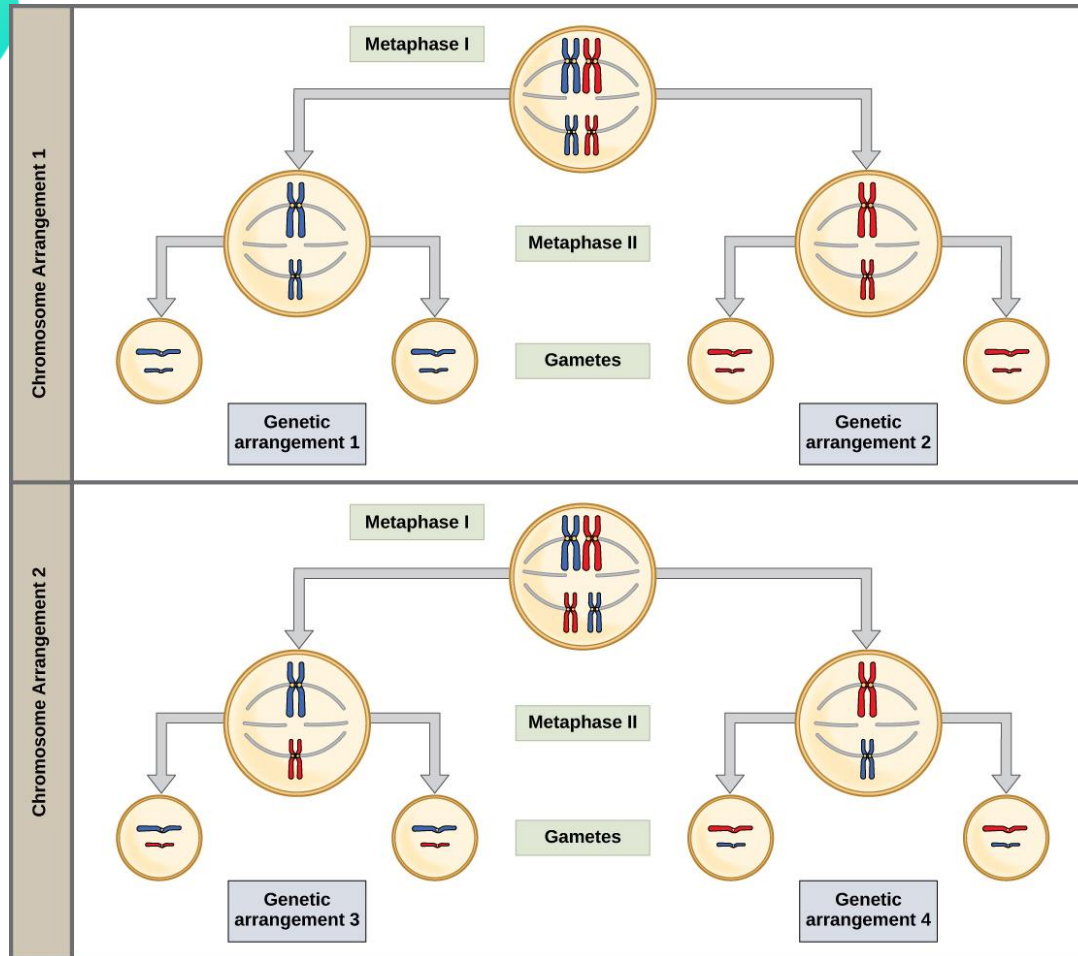 Chromosome Arrangement 1
Metaphase I
Metaphase II
Gametes
Genetic
arrangement 1
Genetic
arrangement 2
Chromosome Arrangement 2
Metaphase I
Metaphase II
Gametes
Genetic
arrangement 3
Genetic
arrangement 4